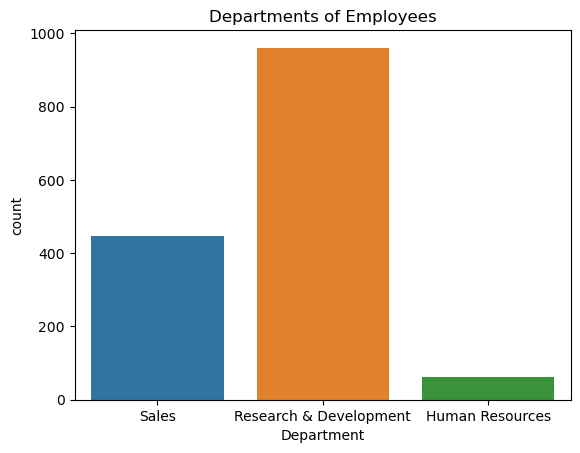 Departments of Employees
1000
800
600
400
200
0
count
Sales
Research & Development
Human Resources
Department